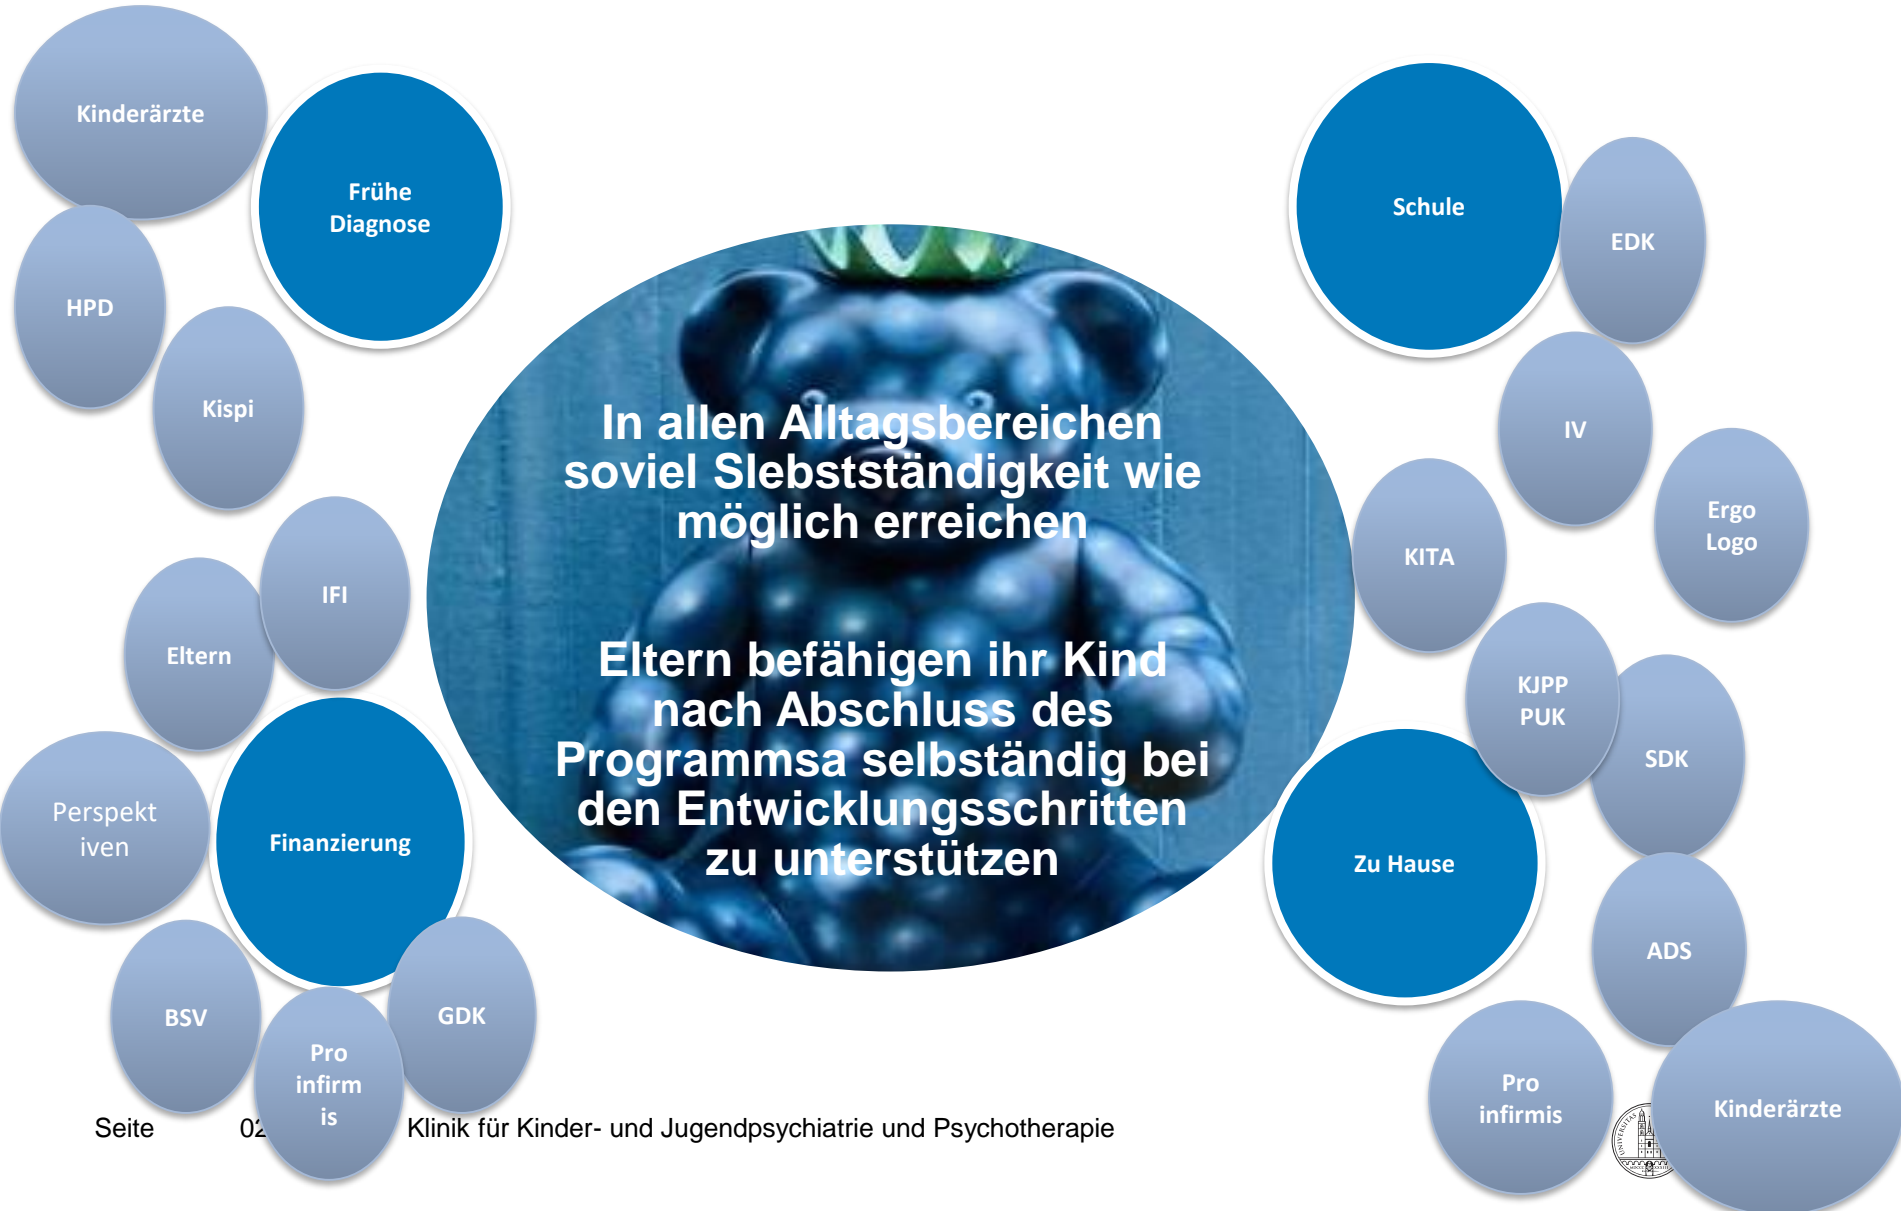 Kinderärzte
Frühe
Diagnose
HPD
Kispi
IFI
Eltern
Perspekt
iven
Finanzierung
BSV
Pro
infirm
is
GDK
In allen Alltagsbereichen
soviel Slebstständigkeit wie
möglich erreichen
Eltern befähigen ihr Kind
nach Abschluss des
Programmsa selbständig bei
den Entwicklungsschritten
zu unterstützen
Schule
EDK
IV
Ergo
Logo
KITA
KJPP
PUK
SDK
Zu Hause
ADS
Pro
infirmis
Kinderärzte
Seite 02 Klinik für Kinder- und Jugendpsychiatrie und Psychotherapie